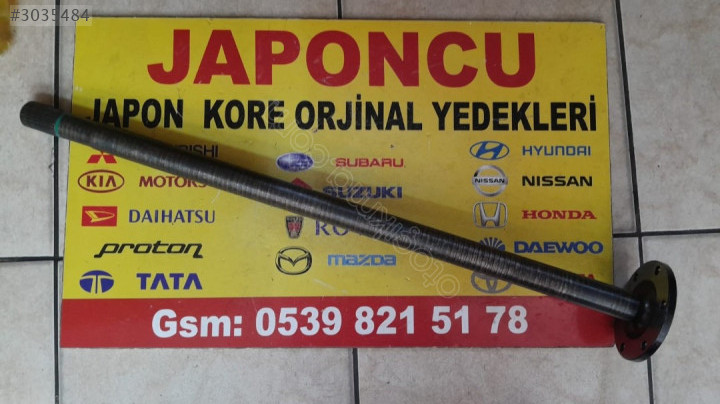 #3035484
JAPONCU
JAPON KORE ORJİNAL YEDEKLERİ
SUBARU HYUNDAI
KIA MOTORS SUZUKI NISSAN
DAIHATSU HONDA
proton mazda DAEWOO
TATA
Gsm: 0539 821 51 78